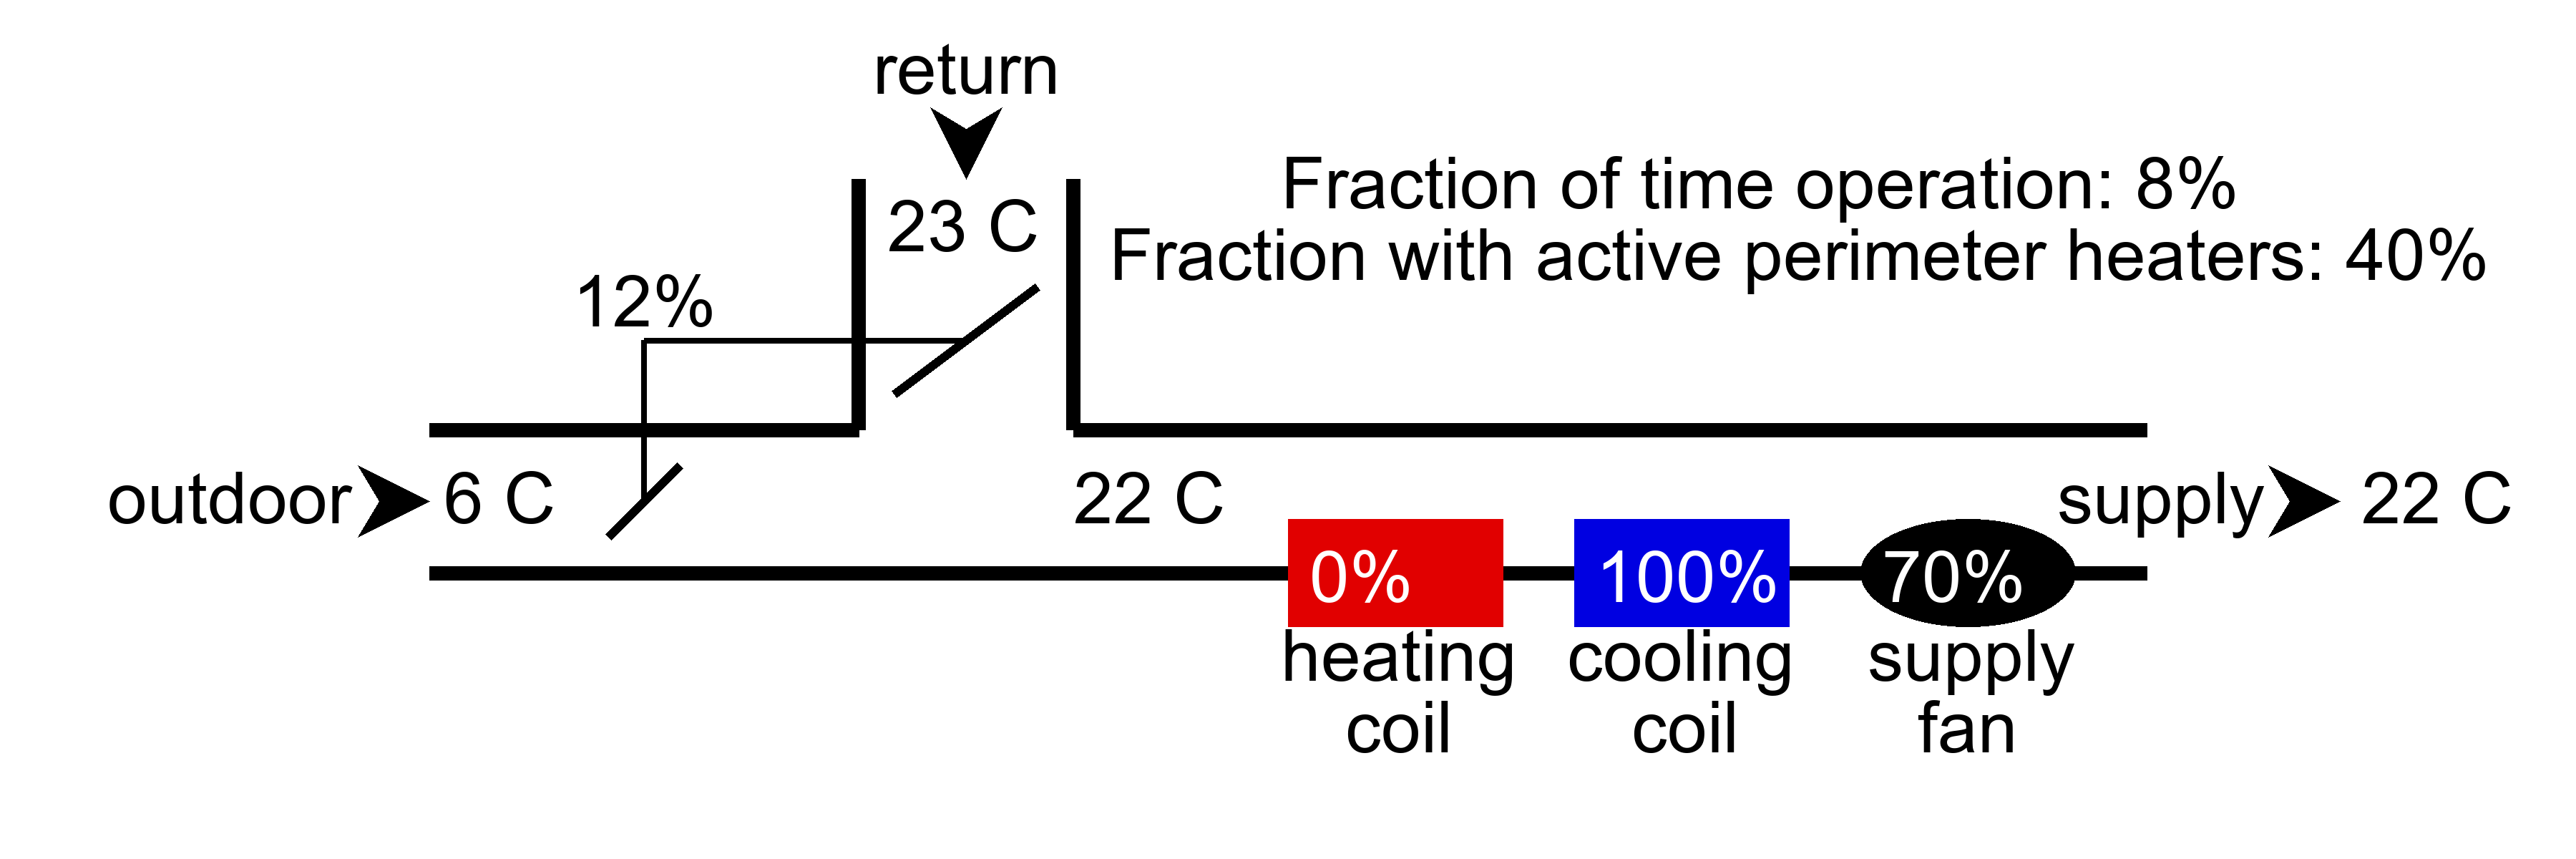 return
23 C
Fraction of time operation: 8%
Fraction with active perimeter heaters: 40%
12%
outdoor
6 C
22 C
supply
22 C
0%
100%
70%
heating
coil
cooling
coil
supply
fan